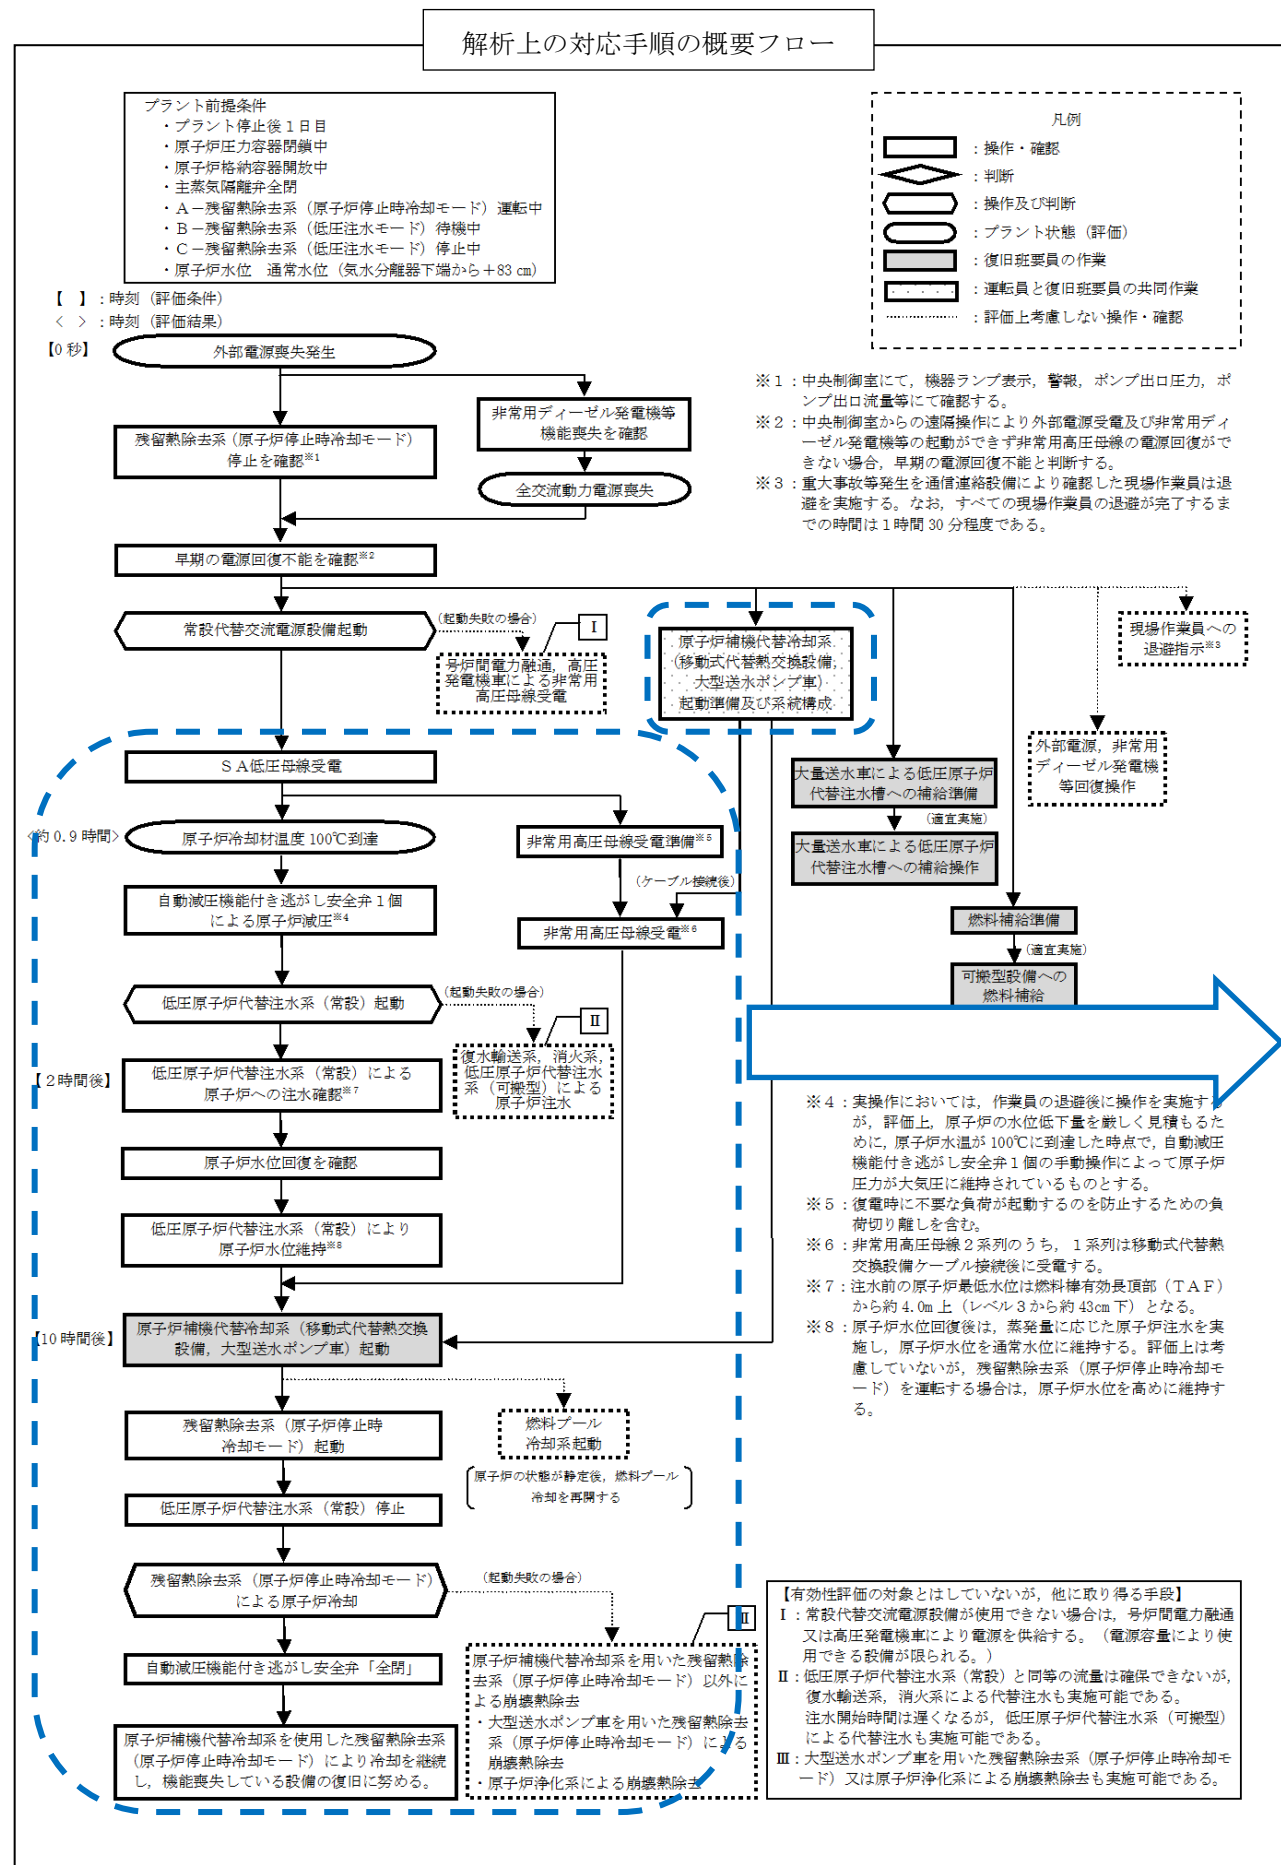 解析上の対応手順の概要フロー
プラント前提条件
・プラント停止後１日目
・原子炉圧力容器閉鎖中
・原子炉格納容器開放中
・主蒸気隔離弁全閉
・Ａ－残留熱除去系（原子炉停止時冷却モード）運転中
・Ｂ－残留熱除去系（低圧注水モード）待機中
・Ｃ－残留熱除去系（低圧注水モード）停止中
・原子炉水位　通常水位（気水分離器下端から＋83 cm）
凡例
：操作・確認
：判断
：操作及び判断
：プラント状態（評価）
：復旧班要員の作業
：運転員と復旧班要員の共同作業
：評価上考慮しない操作・確認
【　】：時刻（評価条件）
＜　＞：時刻（評価結果）
【0 秒】
外部電源喪失発生
非常用ディーゼル発電機等
機能喪失を確認
残留熱除去系（原子炉停止時冷却モード）
停止を確認※1
全交流動力電源喪失
早期の電源回復不能を確認※2
※１：中央制御室にて，機器ランプ表示，警報，ポンプ出口圧力，ポ
ンプ出口流量等にて確認する。
※２：中央制御室からの遠隔操作により外部電源受電及び非常用ディ
ーゼル発電機等の起動ができず非常用高圧母線の電源回復がで
きない場合，早期の電源回復不能と判断する。
※３：重大事故等発生を通信連絡設備により確認した現場作業員は退
避を実施する。なお，すべての現場作業員の退避が完了するま
での時間は１時間 30 分程度である。
常設代替交流電源設備起動
（起動失敗の場合）
Ⅰ
号炉間電力融通，高圧
発電機車による非常用
高圧母線受電
原子炉補機代替冷却系
（移動式代替熱交換設備，
大型送水ポンプ車）
起動準備及び系統構成
現場作業員への
退避指示※3
外部電源，非常用
ディーゼル発電機
等回復操作
大量送水車による低圧原子炉
代替注水槽への補給準備
（適宜実施）
大量送水車による低圧原子炉
代替注水槽への補給操作
燃料補給準備
（適宜実施）
可搬型設備への
燃料補給
ＳＡ低圧母線受電
＜約 0.9 時間＞
原子炉冷却材温度 100℃到達
非常用高圧母線受電準備※5
（ケーブル接続後）
自動減圧機能付き逃がし安全弁１個
による原子炉減圧※4
非常用高圧母線受電※6
低圧原子炉代替注水系（常設）起動
（起動失敗の場合）
Ⅱ
復水輸送系，消火系，
低圧原子炉代替注水
系（可搬型）による
原子炉注水
【２時間後】
低圧原子炉代替注水系（常設）による
原子炉への注水確認※7
原子炉水位回復を確認
低圧原子炉代替注水系（常設）により
原子炉水位維持※8
※４：実操作においては，作業員の退避後に操作を実施する
が，評価上，原子炉の水位低下量を厳しく見積もるた
めに，原子炉水温が 100℃に到達した時点で，自動減圧
機能付き逃がし安全弁１個の手動操作によって原子炉
圧力が大気圧に維持されているものとする。
※５：復電時に不要な負荷が起動するのを防止するための負
荷切り離しを含む。
※６：非常用高圧母線２系列のうち，１系列は移動式代替熱
交換設備ケーブル接続後に受電する。
※７：注水前の原子炉最低水位は燃料棒有効長頂部（ＴＡＦ）
から約 4.0m 上（レベル３から約 43cm 下）となる。
※８：原子炉水位回復後は，蒸発量に応じた原子炉注水を実
施し，原子炉水位を通常水位に維持する。評価上は考
慮していないが，残留熱除去系（原子炉停止時冷却モ
ード）を運転する場合は，原子炉水位を高めに維持す
る。
【10 時間後】
原子炉補機代替冷却系（移動式代替熱交換
設備，大型送水ポンプ車）起動
残留熱除去系（原子炉停止時
冷却モード）起動
燃料プール
冷却系起動
原子炉の状態が静定後，燃料プール
冷却を再開する
低圧原子炉代替注水系（常設）停止
残留熱除去系（原子炉停止時冷却モード）
による原子炉冷却
（起動失敗の場合）
Ⅲ
自動減圧機能付き逃がし安全弁「全閉」
原子炉補機代替冷却系を用いた残留熱除
去系（原子炉停止時冷却モード）以外に
よる崩壊熱除去
・大型送水ポンプ車を用いた残留熱除去
系（原子炉停止時冷却モード）による
崩壊熱除去
・原子炉浄化系による崩壊熱除去
原子炉補機代替冷却系を使用した残留熱除去系
（原子炉停止時冷却モード）により冷却を継続
し，機能喪失している設備の復旧に努める。
【有効性評価の対象とはしていないが，他に取り得る手段】
Ⅰ：常設代替交流電源設備が使用できない場合は，号炉間電力融通
又は高圧発電機車により電源を供給する。（電源容量により使
用できる設備が限られる。）
Ⅱ：低圧原子炉代替注水系（常設）と同等の流量は確保できないが，
復水輸送系，消火系による代替注水も実施可能である。
注水開始時間は遅くなるが，低圧原子炉代替注水系（可搬型）
による代替注水も実施可能である。
Ⅲ：大型送水ポンプ車を用いた残留熱除去系（原子炉停止時冷却モ
ード）又は原子炉浄化系による崩壊熱除去も実施可能である。